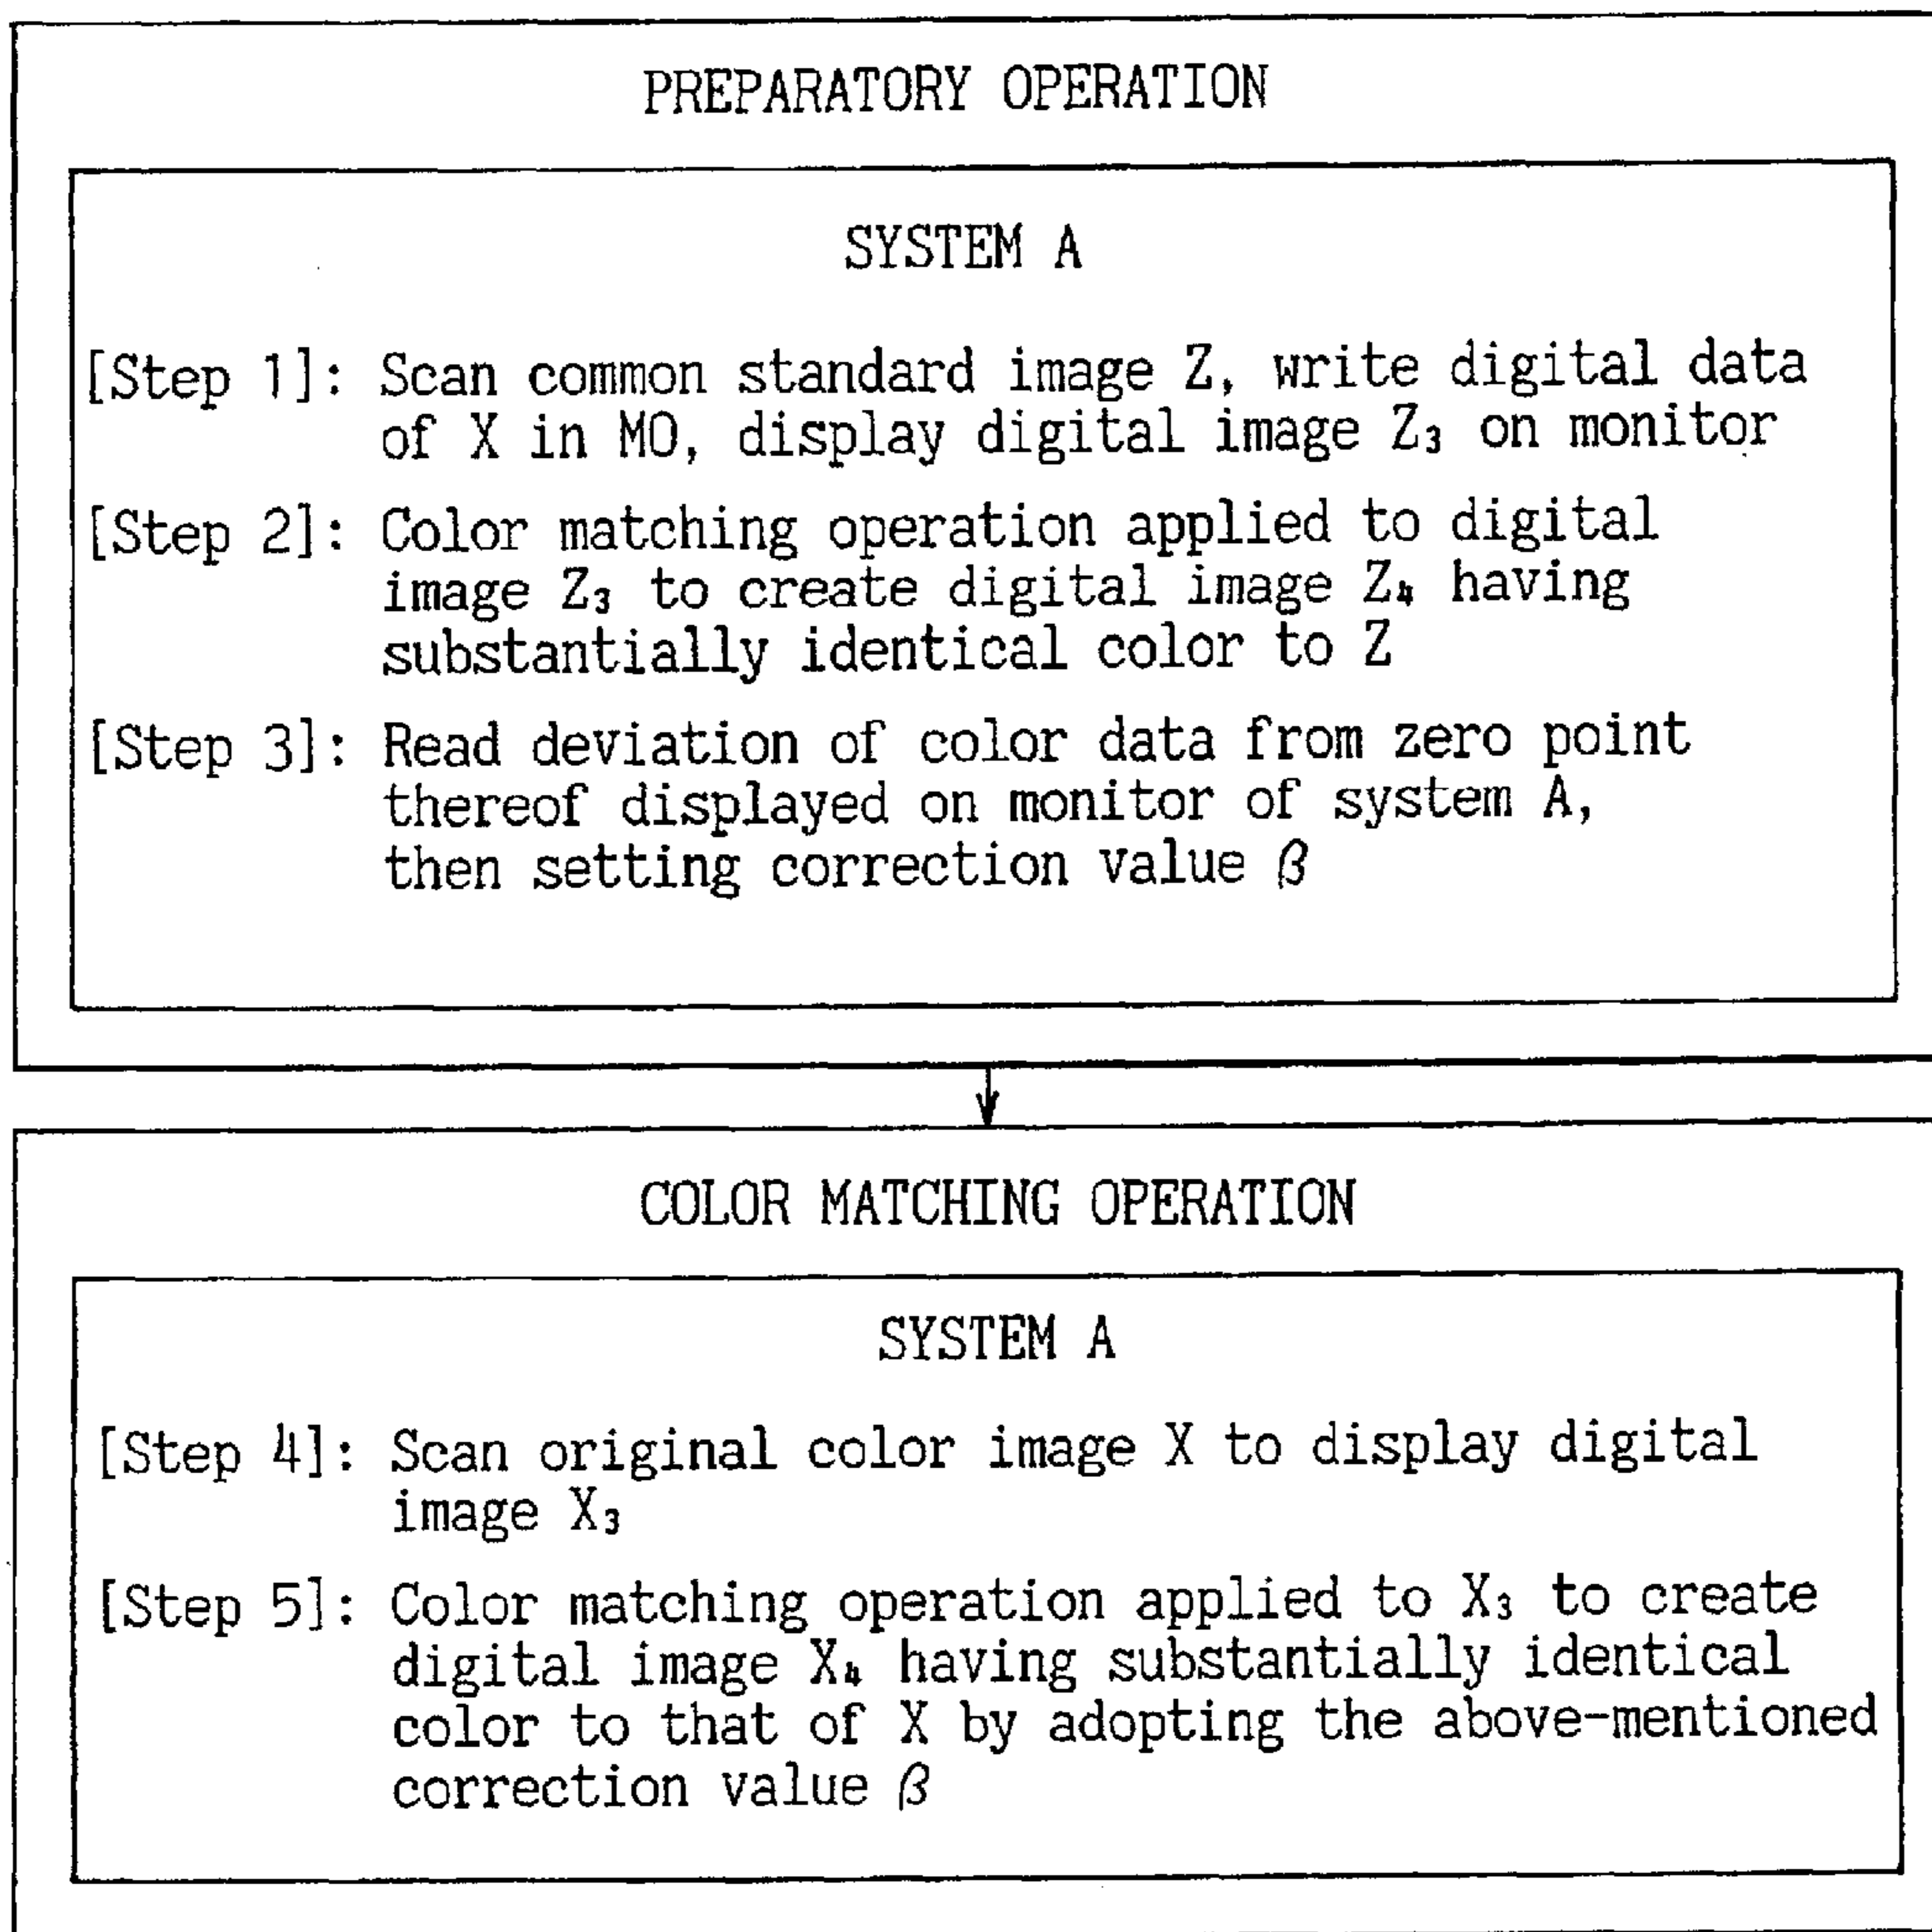 PREPARATORY OPERATION
SYSTEM A
[Step 1]: Scan common standard image Z, write digital data
of X in MO, display digital image Z₃ on monitor
[Step 2]: Color matching operation applied to digital
image Z₃ to create digital image Z₄ having
substantially identical color to Z
[Step 3]: Read deviation of color data from zero point
thereof displayed on monitor of system A,
then setting correction value β
COLOR MATCHING OPERATION
SYSTEM A
[Step 4]: Scan original color image X to display digital
image X₃
[Step 5]: Color matching operation applied to X₃ to create
digital image X₄ having substantially identical
color to that of X by adopting the above-mentioned
correction value β